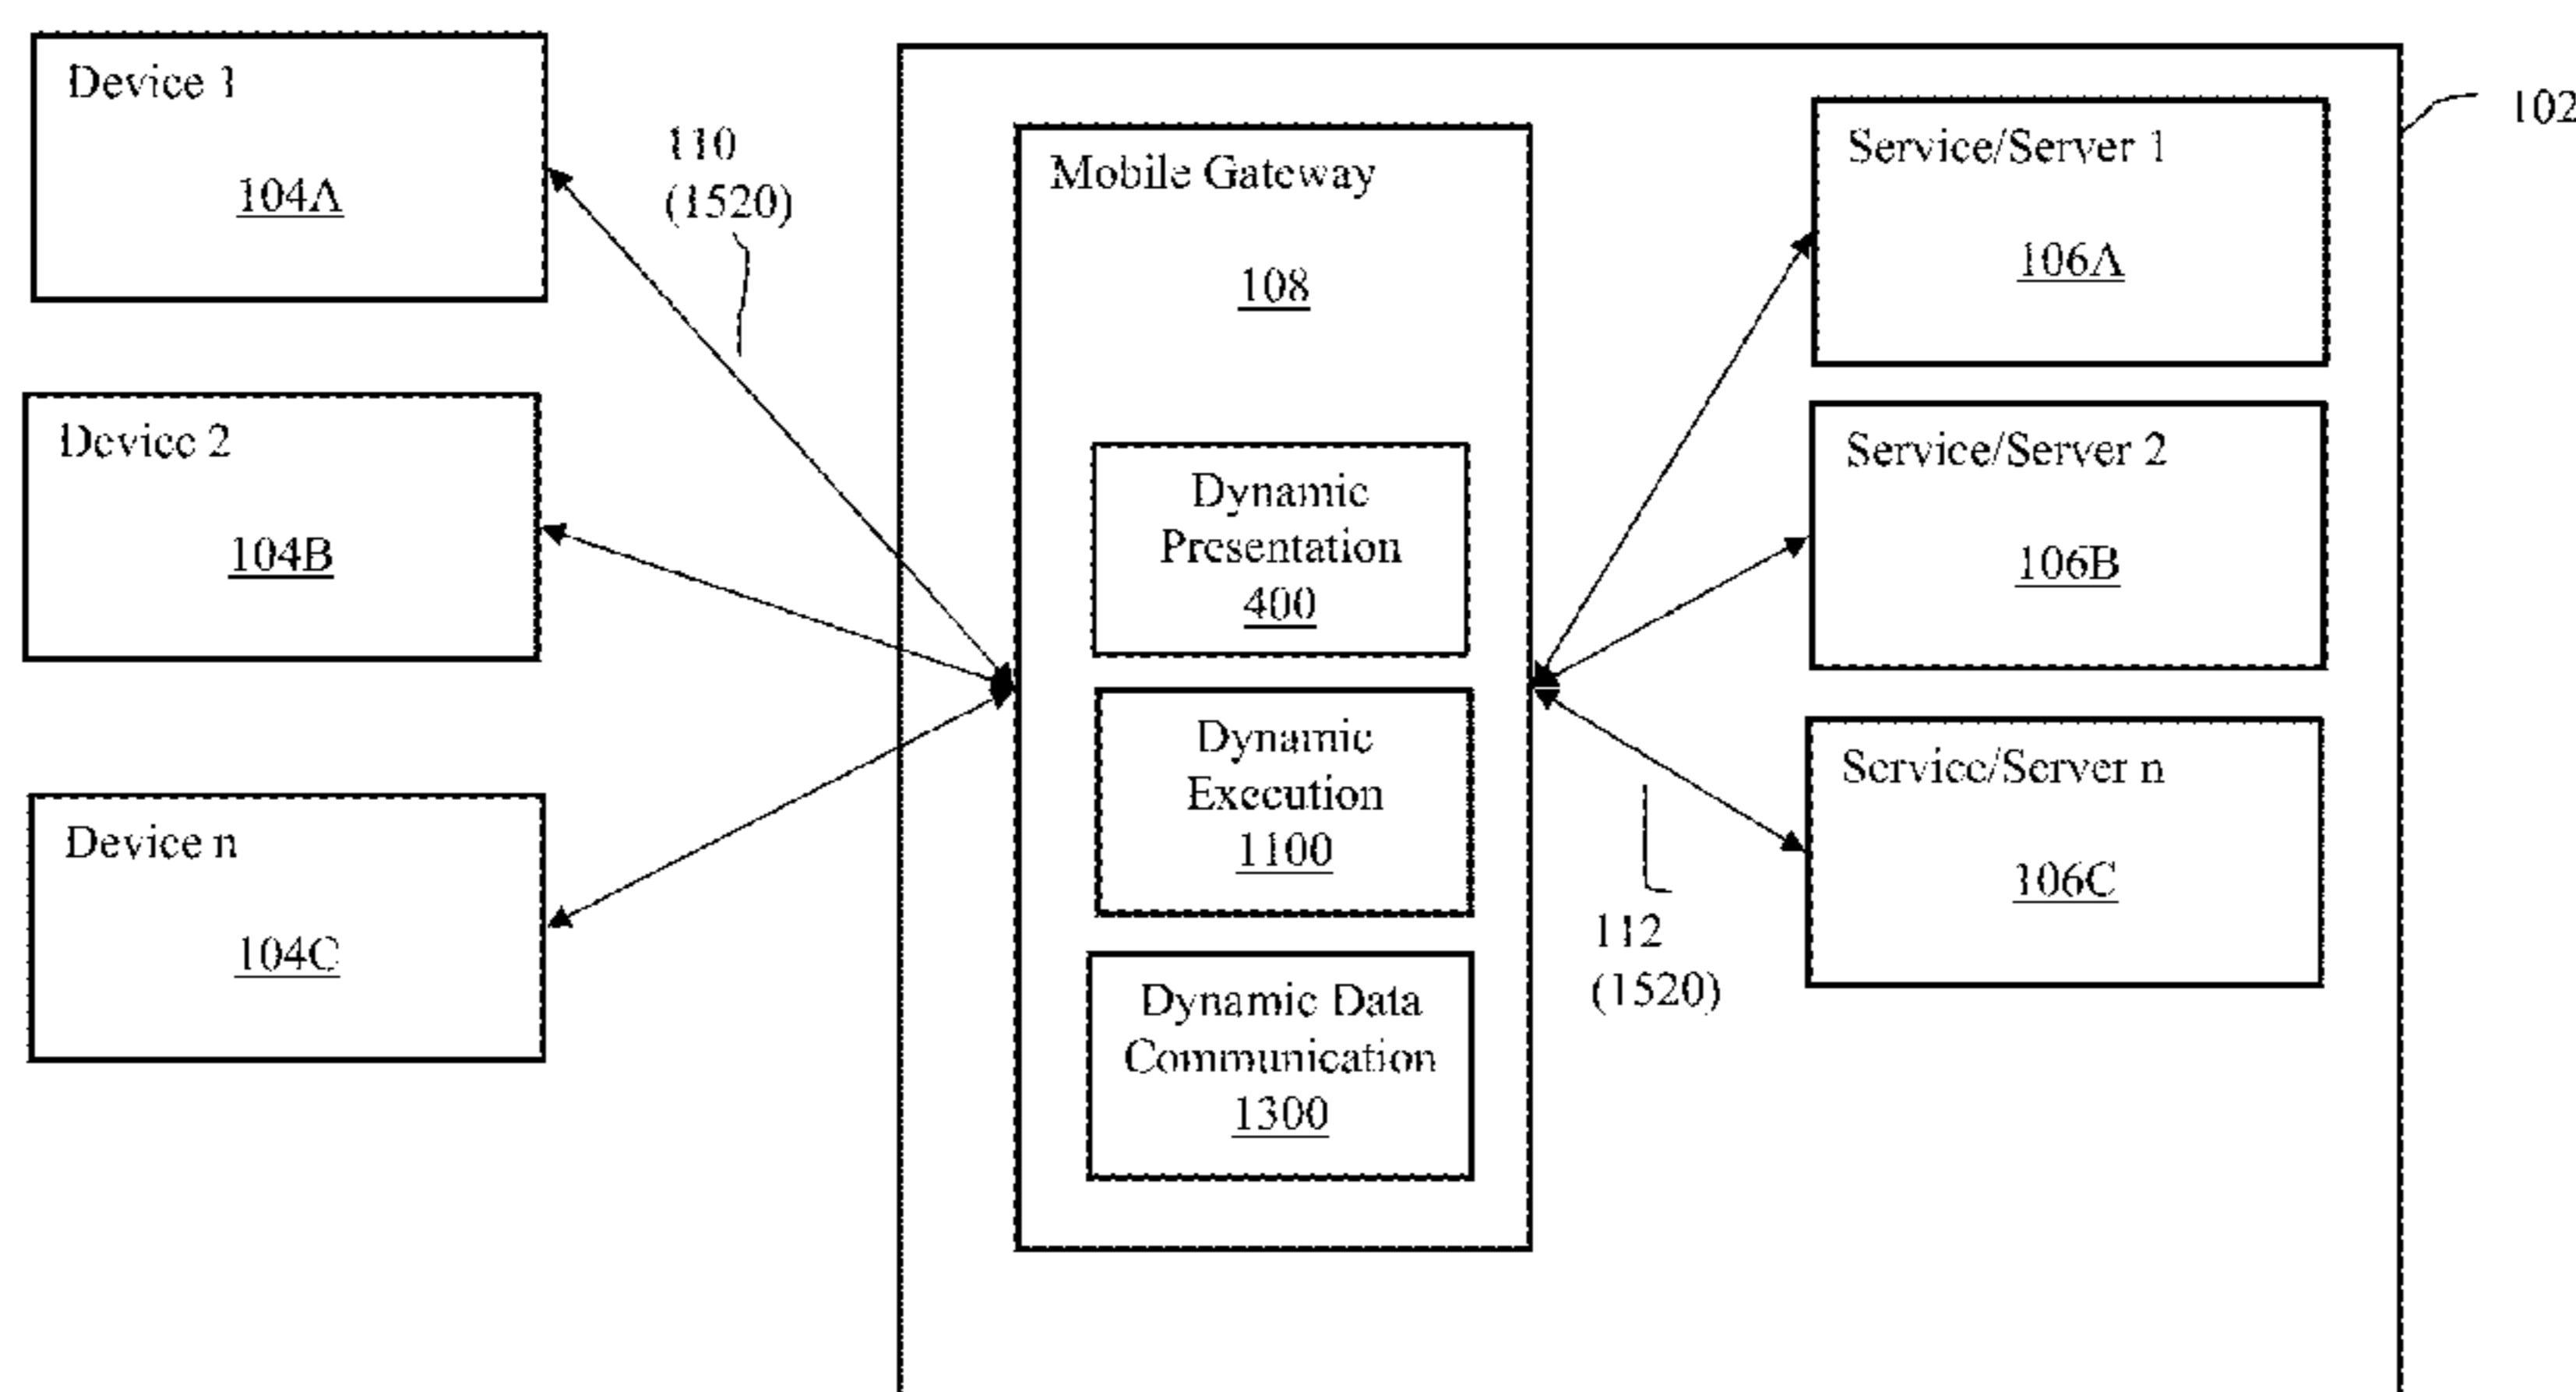 Device 1
104A
110
(1520)
Device 2
104B
Device n
104C
Mobile Gateway
108
Dynamic
Presentation
400
Dynamic
Execution
1100
Dynamic Data
Communication
1300
Service/Server 1
106A
Service/Server 2
106B
Service/Server n
106C
112
(1520)
102